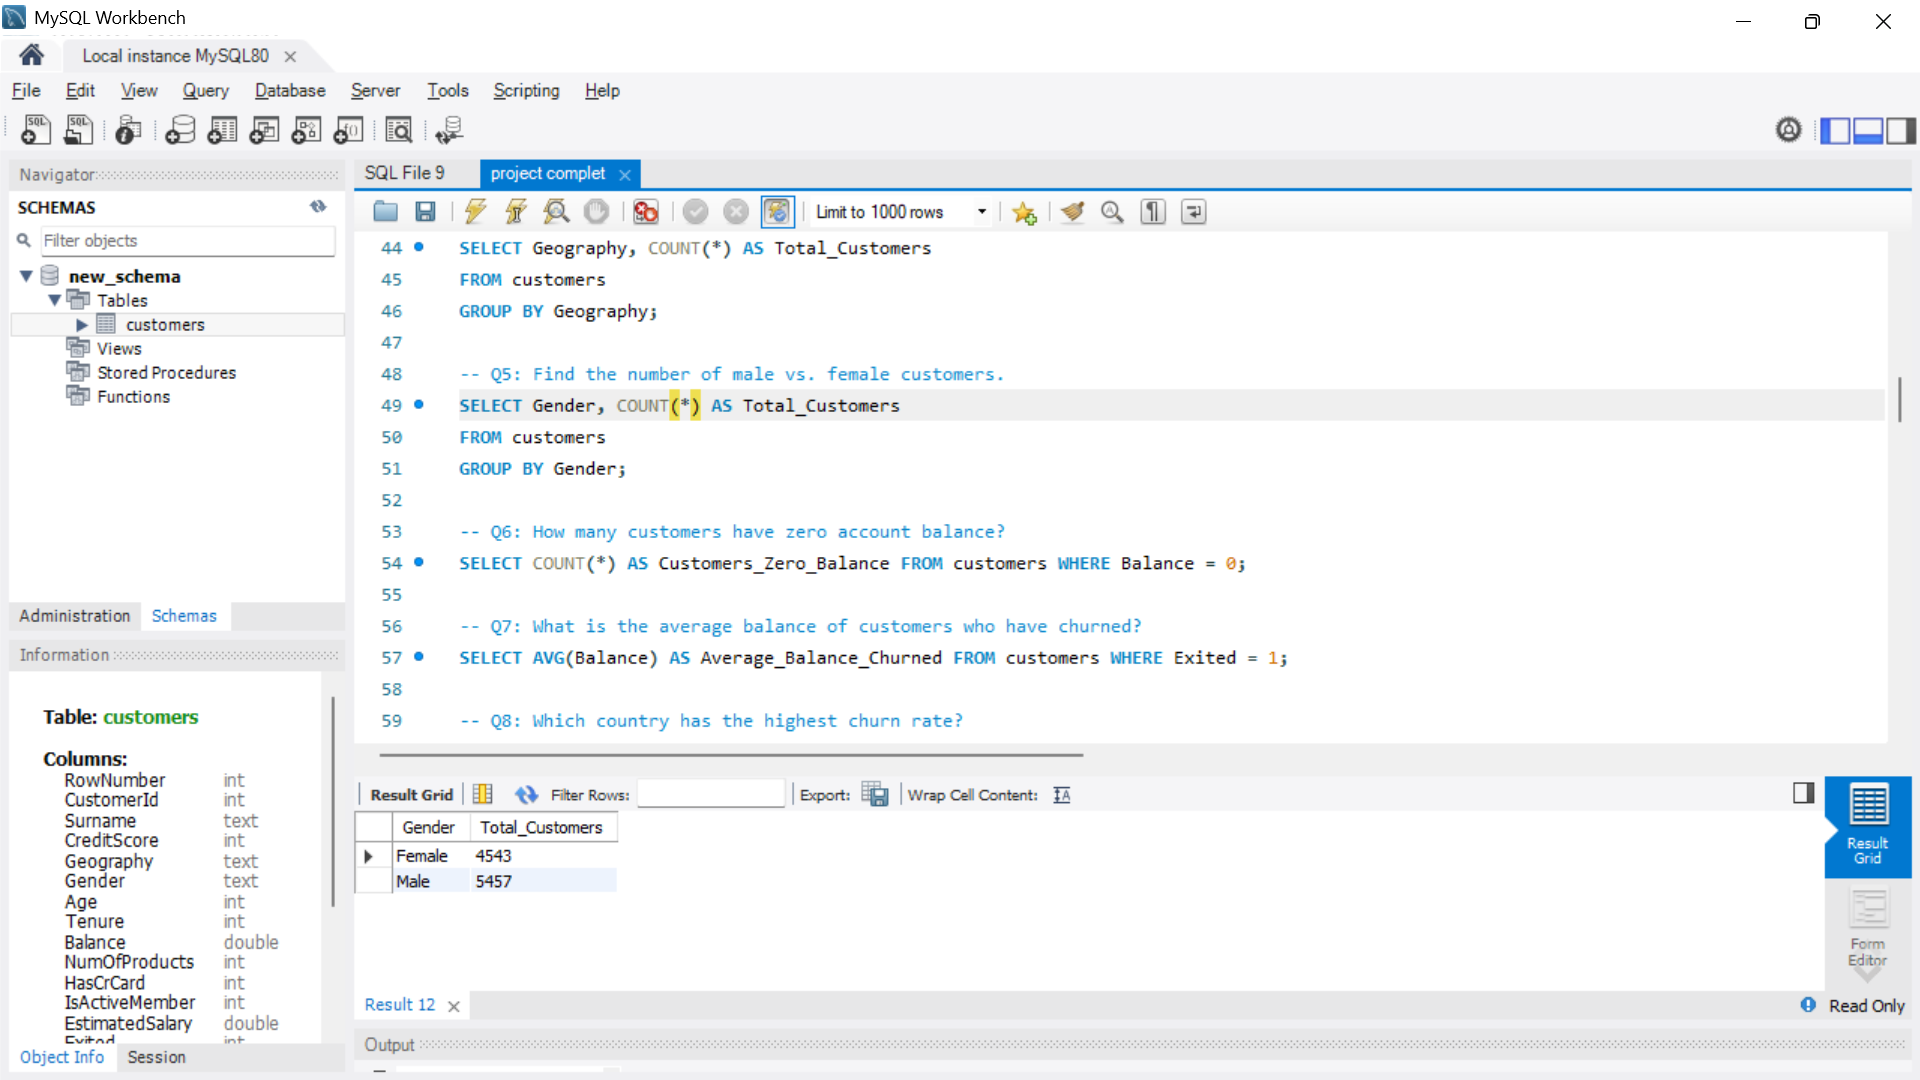 MySQL Workbench
Local instance MySQL80
File Edit View Query Database Server Tools Scripting Help
Navigator
SCHEMAS
Filter objects
new_schema
Tables
customers
Views
Stored Procedures
Functions
Administration Schemas
Information
Table: customers
Columns:
RowNumber int
CustomerId int
Surname text
CreditScore int
Geography text
Gender text
Age int
Tenure int
Balance double
NumOfProducts int
HasCrCard int
IsActiveMember int
EstimatedSalary double
Exited int
Object Info Session
SQL File 9 project complet
Limit to 1000 rows
44 SELECT Geography, COUNT(*) AS Total_Customers
45 FROM customers
46 GROUP BY Geography;
47
48 -- Q5: Find the number of male vs. female customers.
49 SELECT Gender, COUNT(*) AS Total_Customers
50 FROM customers
51 GROUP BY Gender;
52
53 -- Q6: How many customers have zero account balance?
54 SELECT COUNT(*) AS Customers_Zero_Balance FROM customers WHERE Balance = 0;
55
56 -- Q7: What is the average balance of customers who have churned?
57 SELECT AVG(Balance) AS Average_Balance_Churned FROM customers WHERE Exited = 1;
58
59 -- Q8: Which country has the highest churn rate?
Result Grid Filter Rows: Export: Wrap Cell Content:
Gender Total_Customers
Female 4543
Male 5457
Result
Grid
Form
Editor
Result 12
Read Only
Output